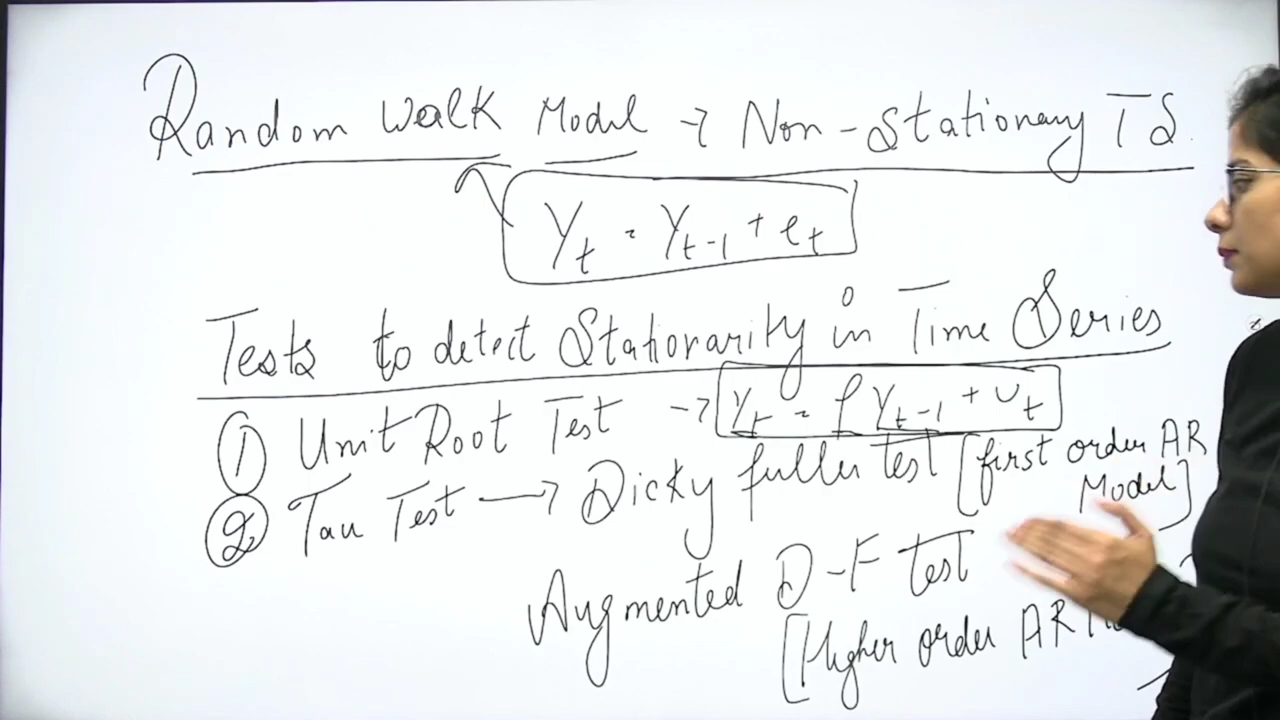 Random Walk Model → Non-Stationary TS.
Yt = Yt-1 + et
Tests to detect Stationarity in Time Series
① Unit Root Test → Yt = ρ Yt-1 + Ut
② Tau Test → Dicky fuller test [first order AR
Model]
Augmented D-F test
[Higher order AR